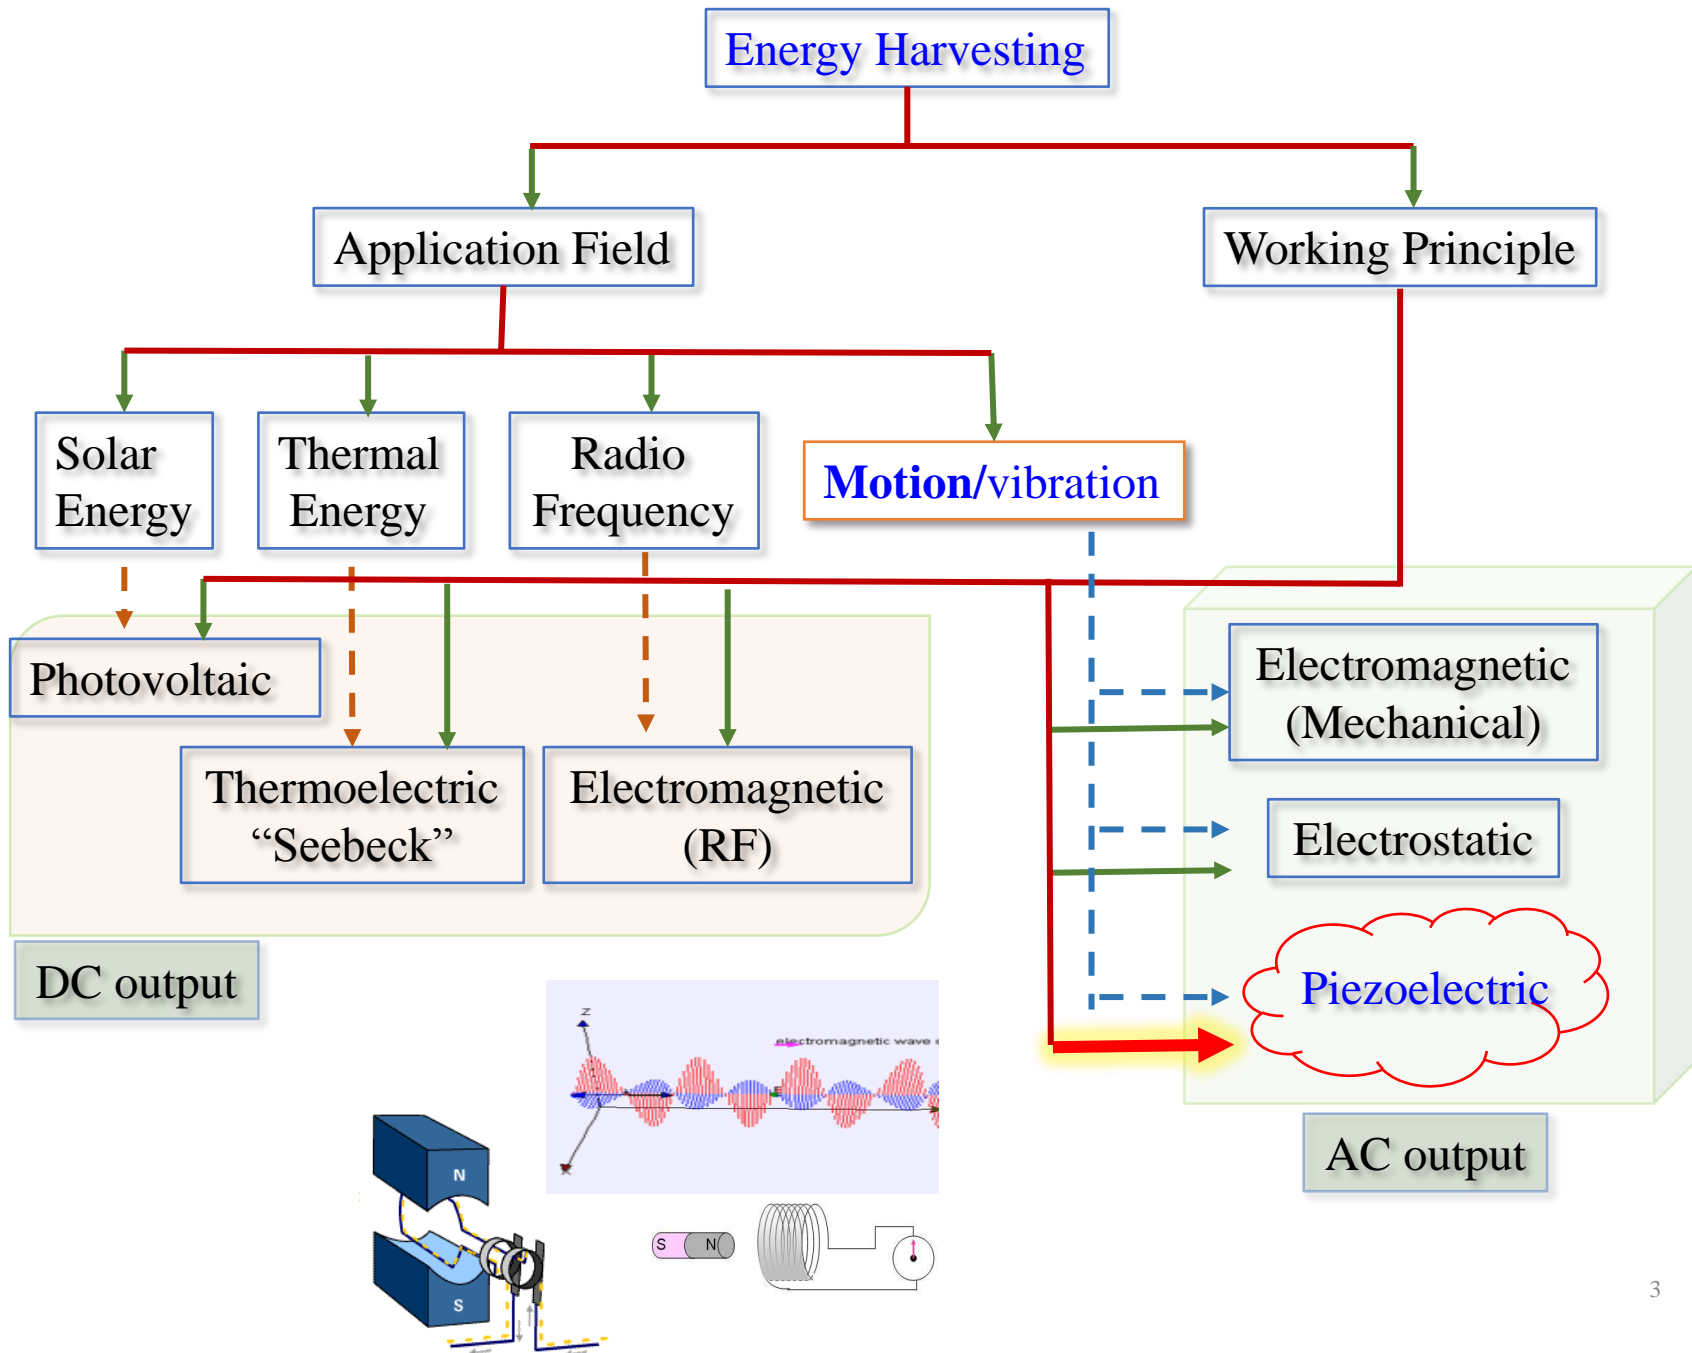 Energy Harvesting
Application Field
Working Principle
Solar
Energy
Thermal
Energy
Radio
Frequency
Motion/vibration
Photovoltaic
Thermoelectric
“Seebeck”
Electromagnetic
(RF)
Electromagnetic
(Mechanical)
Electrostatic
Piezoelectric
DC output
AC output
Z
electromagnetic wave
X
N
S
S
N
3